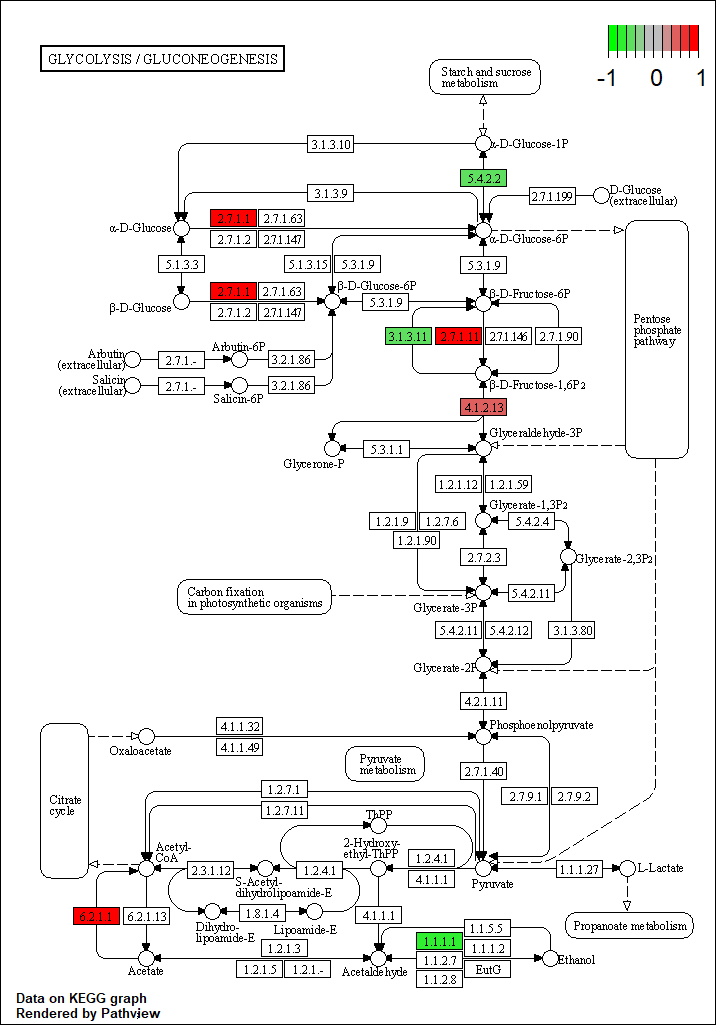 GLYCOLYSIS / GLUCONEOGENESIS
-1 0 1
Starch and sucrose
metabolism
3.1.3.10
α-D-Glucose-1P
5.4.2.2
3.1.3.9
2.7.1.199
D-Glucose
(extracellular)
α-D-Glucose
2.7.1.1
2.7.1.63
2.7.1.2
2.7.1.147
α-D-Glucose-6P
5.1.3.3
5.1.3.15
5.3.1.9
5.3.1.9
β-D-Glucose
2.7.1.1
2.7.1.63
2.7.1.2
2.7.1.147
β-D-Glucose-6P
5.3.1.9
β-D-Fructose-6P
Pentose
phosphate
pathway
3.1.3.11
2.7.1.11
2.7.1.146
2.7.1.90
Arbutin
(extracellular)
2.7.1.-
Arbutin-6P
3.2.1.86
Salicin
(extracellular)
2.7.1.-
Salicin-6P
3.2.1.86
β-D-Fructose-1,6P2
4.1.2.13
Glyceraldehyde-3P
5.3.1.1
Glycerone-P
1.2.1.12
1.2.1.59
Glycerate-1,3P2
1.2.1.9
1.2.7.6
1.2.1.90
5.4.2.4
2.7.2.3
Glycerate-2,3P2
Carbon fixation
in photosynthetic organisms
5.4.2.11
Glycerate-3P
5.4.2.11
5.4.2.12
3.1.3.80
Glycerate-2P
4.2.1.11
4.1.1.32
4.1.1.49
Oxaloacetate
Phosphoenolpyruvate
Pyruvate
metabolism
2.7.1.40
2.7.9.1
2.7.9.2
Citrate
cycle
1.2.7.1
1.2.7.11
ThPP
Acetyl-
CoA
2-Hydroxy-
ethyl-ThPP
2.3.1.12
S-Acetyl-
dihydrolipoamide-E
1.2.4.1
1.2.4.1
4.1.1.1
Pyruvate
1.1.1.27
L-Lactate
6.2.1.1
6.2.1.13
Dihydro-
lipoamide-E
1.8.1.4
Lipoamide-E
4.1.1.1
Propanoate metabolism
1.1.5.5
1.1.1.1
1.1.1.2
1.1.2.7
EutG
1.1.2.8
Ethanol
1.2.1.3
1.2.1.5
1.2.1.-
Acetate
Acetaldehyde
Data on KEGG graph
Rendered by Pathview